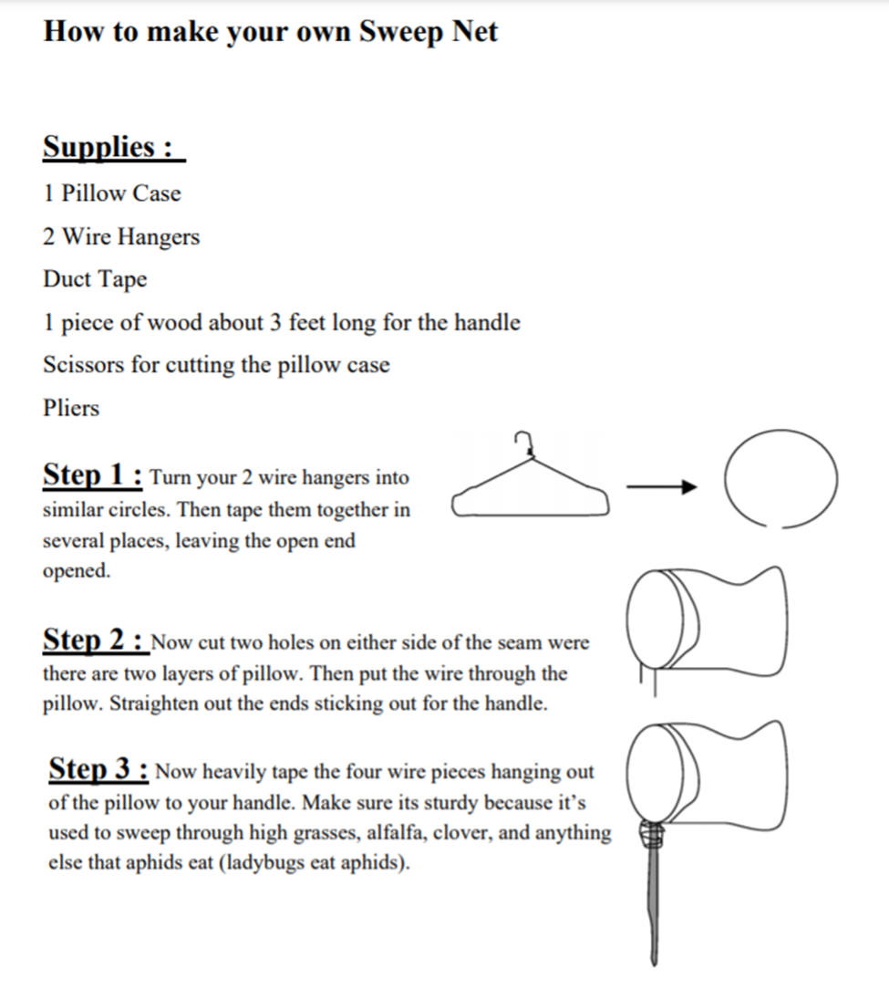 How to make your own Sweep Net
Supplies :
1 Pillow Case
2 Wire Hangers
Duct Tape
1 piece of wood about 3 feet long for the handle
Scissors for cutting the pillow case
Pliers
Step 1 : Turn your 2 wire hangers into
similar circles. Then tape them together in
several places, leaving the open end
opened.
Step 2 : Now cut two holes on either side of the seam were
there are two layers of pillow. Then put the wire through the
pillow. Straighten out the ends sticking out for the handle.
Step 3 : Now heavily tape the four wire pieces hanging out
of the pillow to your handle. Make sure its sturdy because it’s
used to sweep through high grasses, alfalfa, clover, and anything
else that aphids eat (ladybugs eat aphids).